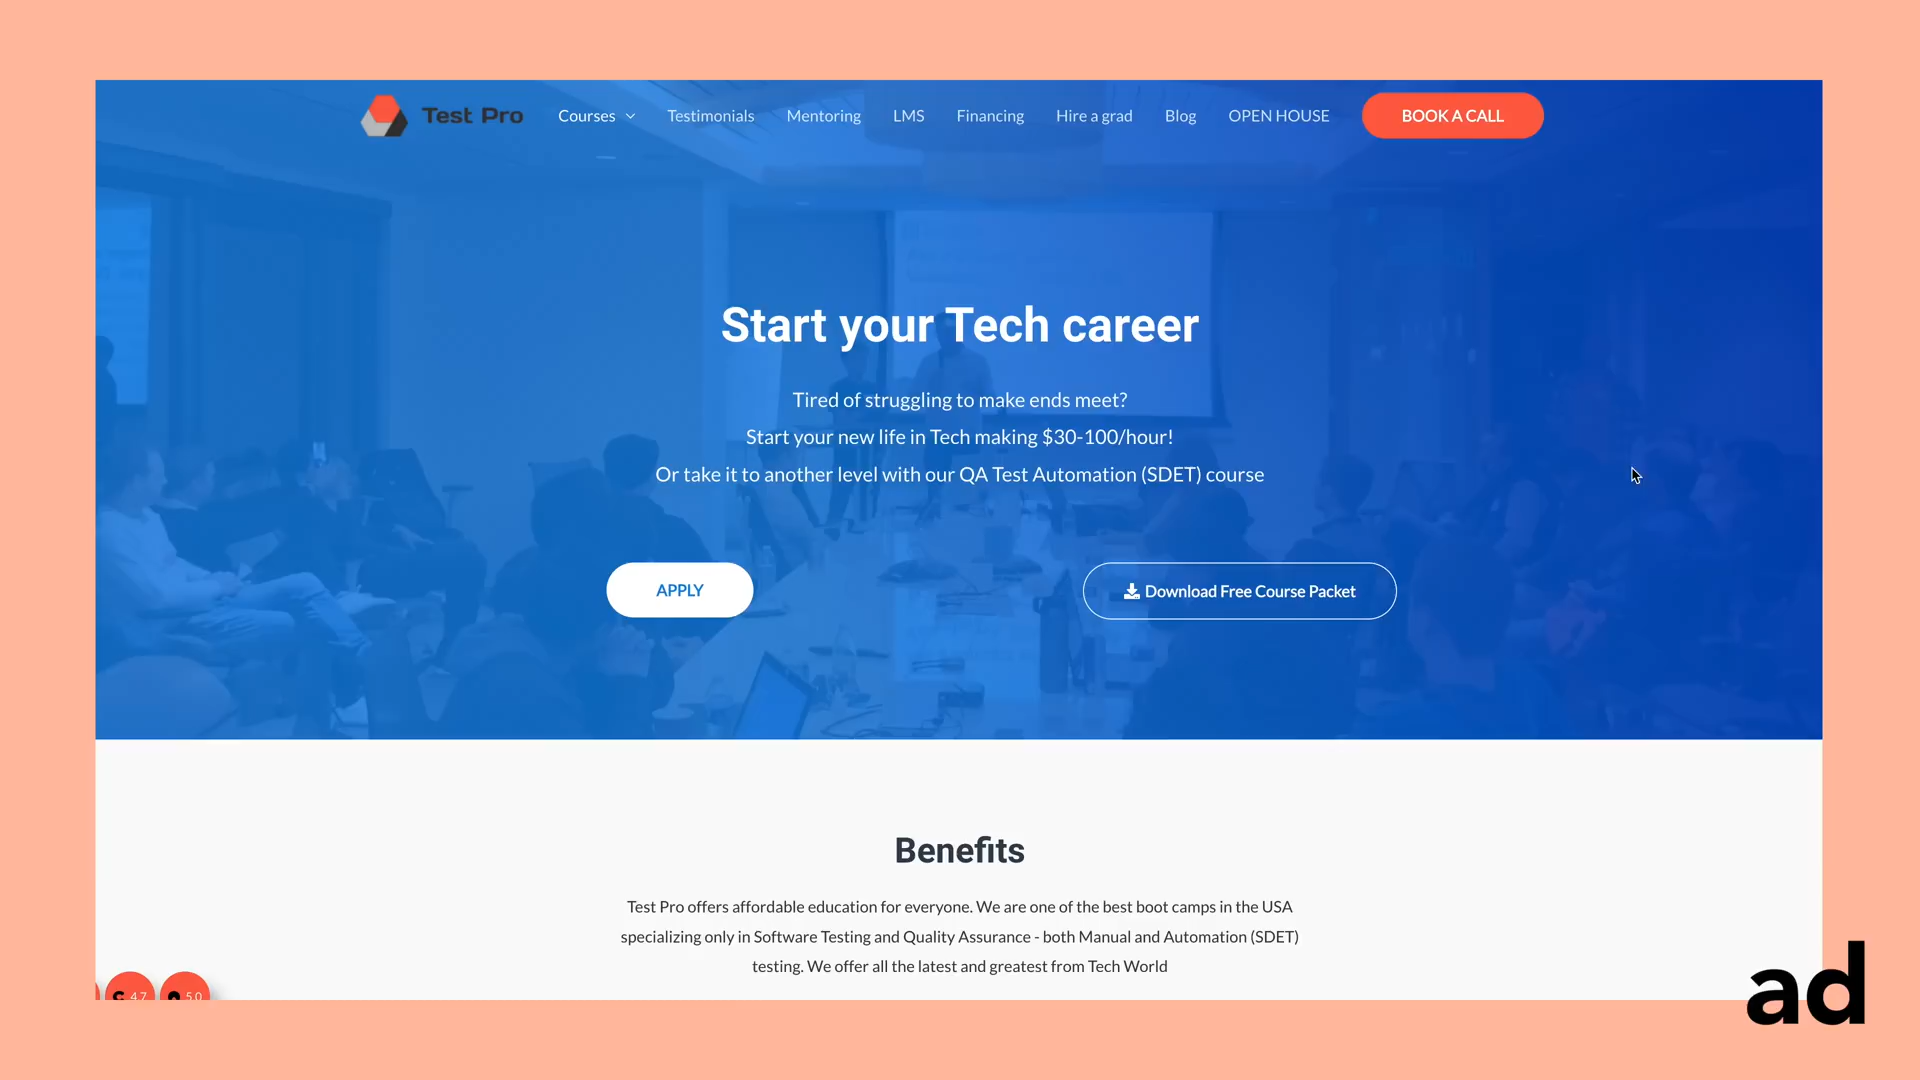 Test Pro
Courses
Testimonials
Mentoring
LMS
Financing
Hire a grad
Blog
OPEN HOUSE
BOOK A CALL
Start your Tech career
Tired of struggling to make ends meet?
Start your new life in Tech making $30-100/hour!
Or take it to another level with our QA Test Automation (SDET) course
APPLY
Download Free Course Packet
Benefits
Test Pro offers affordable education for everyone. We are one of the best boot camps in the USA
specializing only in Software Testing and Quality Assurance - both Manual and Automation (SDET)
testing. We offer all the latest and greatest from Tech World
4.7
5.0
ad